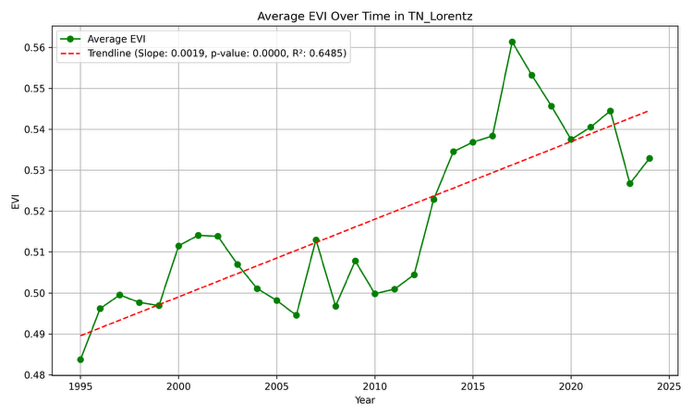 Average EVI Over Time in TN_Lorentz
Average EVI
Trendline (Slope: 0.0019, p-value: 0.0000, R²: 0.6485)
EVI
0.56
0.55
0.54
0.53
0.52
0.51
0.50
0.49
0.48
1995 2000 2005 2010 2015 2020 2025
Year